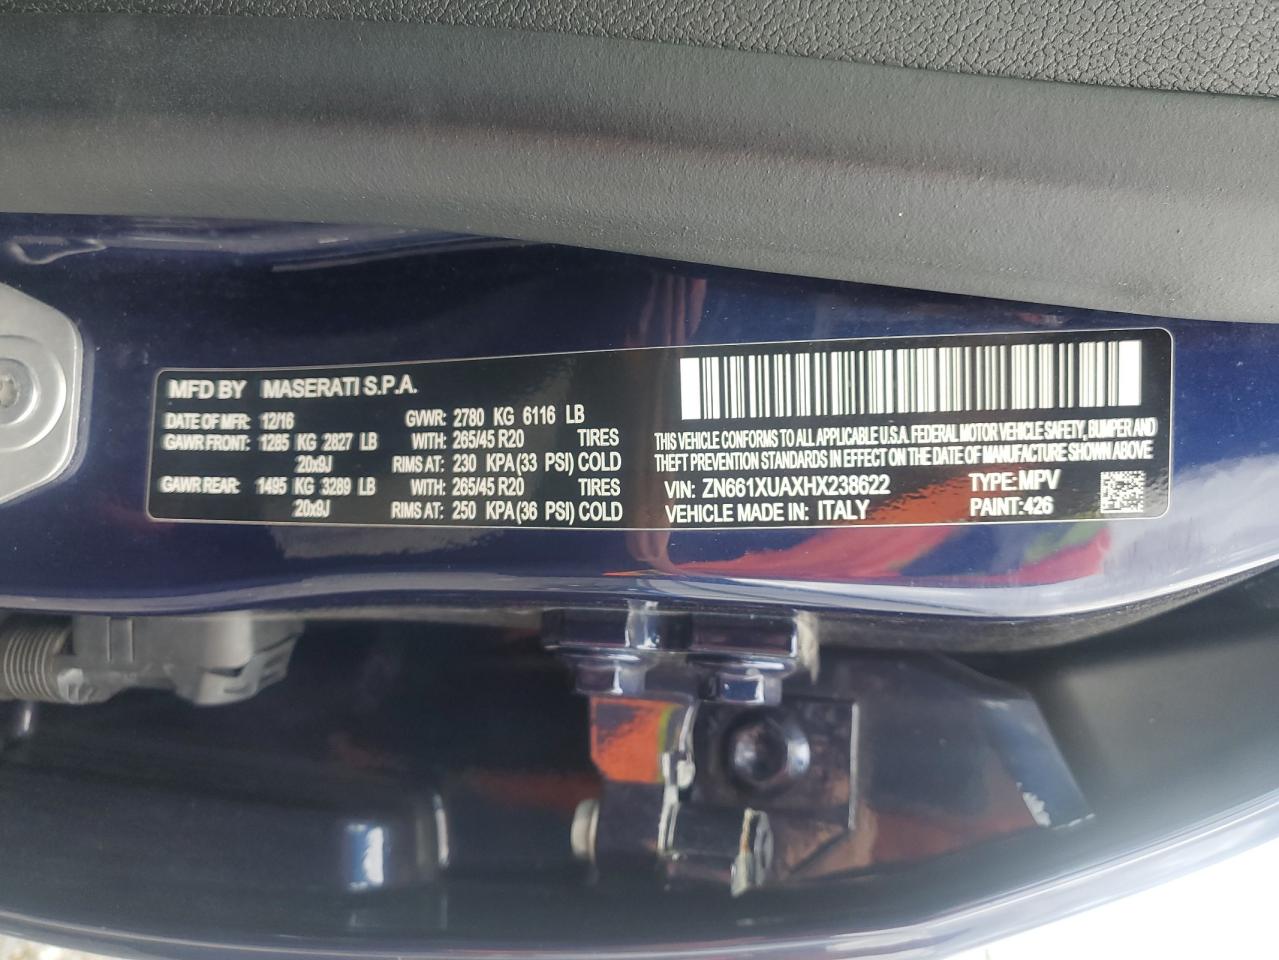 MFD BY MASERATI S.P.A.
DATE OF MFR: 12/16 GVWR: 2780 KG 6116 LB
GAWR FRONT: 1285 KG 2827 LB WITH: 265/45 R20 TIRES
20x9J RIMS AT: 230 KPA (33 PSI) COLD
GAWR REAR: 1495 KG 3289 LB WITH: 265/45 R20 TIRES
20x9J RIMS AT: 250 KPA (36 PSI) COLD
THIS VEHICLE CONFORMS TO ALL APPLICABLE U.S.A. FEDERAL MOTOR VEHICLE SAFETY, BUMPER AND
THEFT PREVENTION STANDARDS IN EFFECT ON THE DATE OF MANUFACTURE SHOWN ABOVE
VIN: ZN661XUAXHX238622 TYPE: MPV
VEHICLE MADE IN: ITALY PAINT: 426